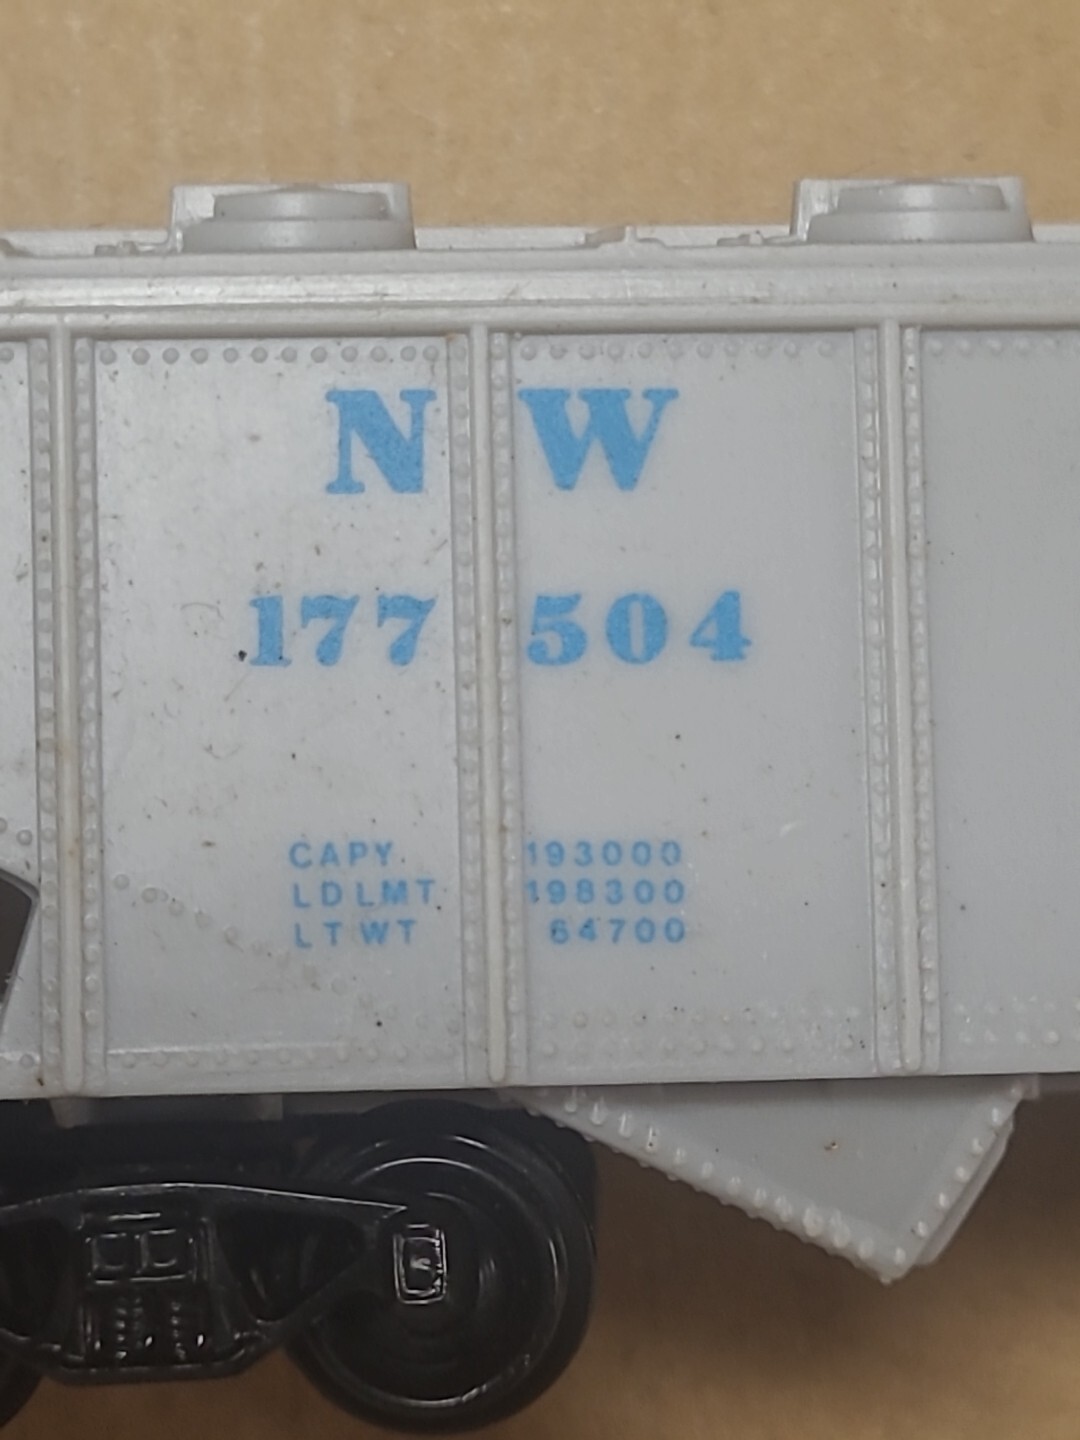 N W
177 504
CAPY 193000
LD LMT 198300
LT WT 64700